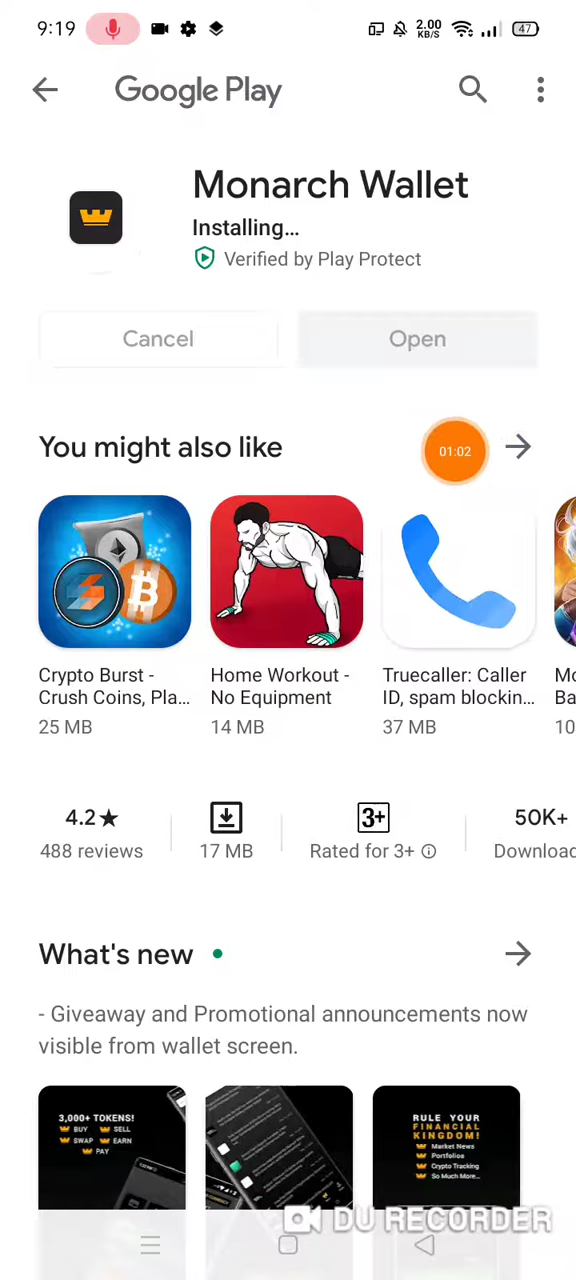 9:19
2.00
KB/S
47
Google Play
Monarch Wallet
Installing...
Verified by Play Protect
Cancel
Open
You might also like
01:02
Crypto Burst -
Crush Coins, Pla...
25 MB
Home Workout -
No Equipment
14 MB
Truecaller: Caller
ID, spam blockin...
37 MB
Mo
Ba
10
4.2★
488 reviews
17 MB
3+
Rated for 3+
50K+
Download
What's new
- Giveaway and Promotional announcements now
visible from wallet screen.
3,000+ TOKENS!
BUY SELL
SWAP EARN
PAY
RULE YOUR
FINANCIAL
KINGDOM!
Market News
Portfolios
Crypto Tracking
So Much More...
DU RECORDER